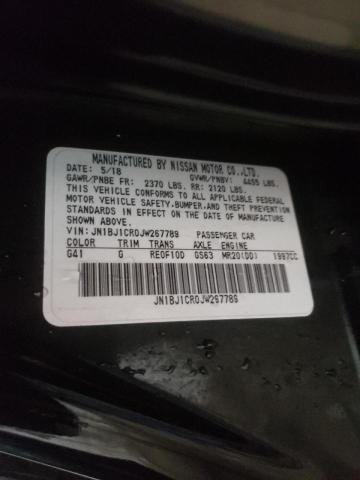 MANUFACTURED BY NISSAN MOTOR CO.,LTD.
DATE: 5/18 GVWR/PNBV: 4455 LBS.
GAWR/PNBE FR: 2370 LBS. RR: 2120 LBS.
THIS VEHICLE CONFORMS TO ALL APPLICABLE FEDERAL
MOTOR VEHICLE SAFETY,BUMPER, AND THEFT PREVENTION
STANDARDS IN EFFECT ON THE DATE OF MANUFACTURE
SHOWN ABOVE.
VIN: JN1BJ1CR0JW267789 PASSENGER CAR
COLOR TRIM TRANS AXLE ENGINE
G41 G RE0F10D GS63 MR20(DD) 1997CC
JN1BJ1CR0JW267789